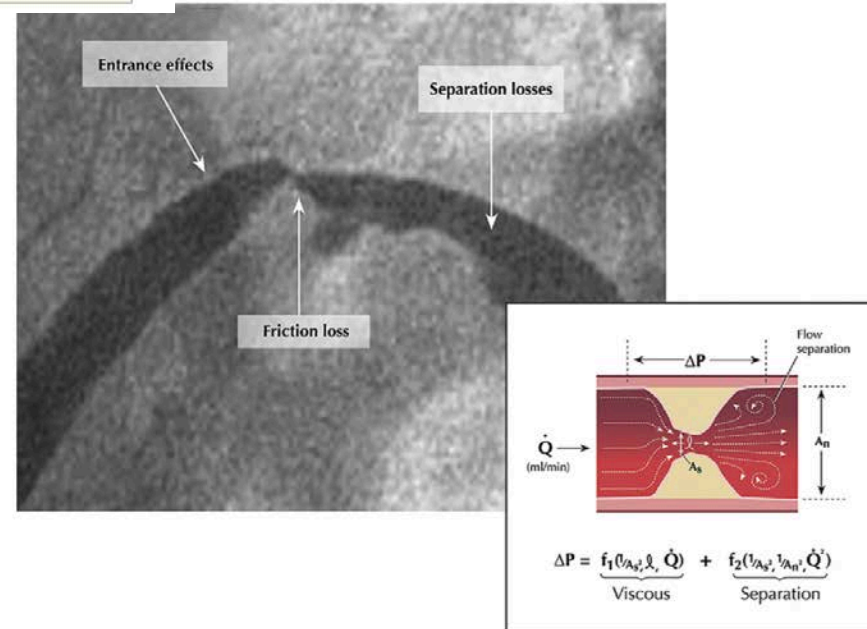 Entrance effects
Separation losses
Friction loss
Flow
separation
ΔP
Q̇
(ml/min)
Aₛ
ℓ
Aₙ
ΔP = f₁(¹/Aₛ², ℓ, Q̇) + f₂(¹/Aₛ², ¹/Aₙ², Q̇²)
Viscous Separation